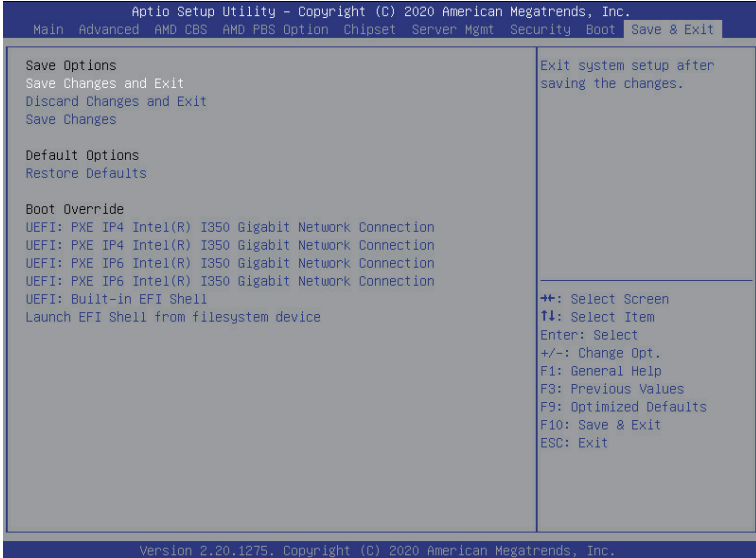 Aptio Setup Utility – Copyright (C) 2020 American Megatrends, Inc.
Main Advanced AMD CBS AMD PBS Option Chipset Server Mgmt Security Boot Save & Exit
Save Options
Save Changes and Exit
Discard Changes and Exit
Save Changes
Default Options
Restore Defaults
Boot Override
UEFI: PXE IP4 Intel(R) I350 Gigabit Network Connection
UEFI: PXE IP4 Intel(R) I350 Gigabit Network Connection
UEFI: PXE IP6 Intel(R) I350 Gigabit Network Connection
UEFI: PXE IP6 Intel(R) I350 Gigabit Network Connection
UEFI: Built-in EFI Shell
Launch EFI Shell from filesystem device
Exit system setup after
saving the changes.
→←: Select Screen
↑↓: Select Item
Enter: Select
+/-: Change Opt.
F1: General Help
F3: Previous Values
F9: Optimized Defaults
F10: Save & Exit
ESC: Exit
Version 2.20.1275. Copyright (C) 2020 American Megatrends, Inc.